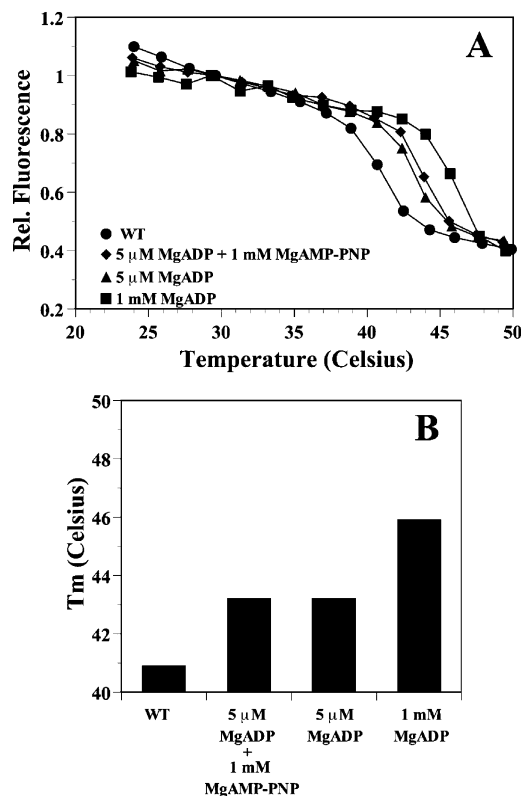 A
1.2
1
0.8
0.6
0.4
0.2
Rel. Fluorescence
WT
5 μM MgADP + 1 mM MgAMP-PNP
5 μM MgADP
1 mM MgADP
20 25 30 35 40 45 50
Temperature (Celsius)
B
50
48
46
43
41
40
Tm (Celsius)
WT
5 μM
MgADP
+
1 mM
MgAMP-PNP
5 μM
MgADP
1 mM
MgADP